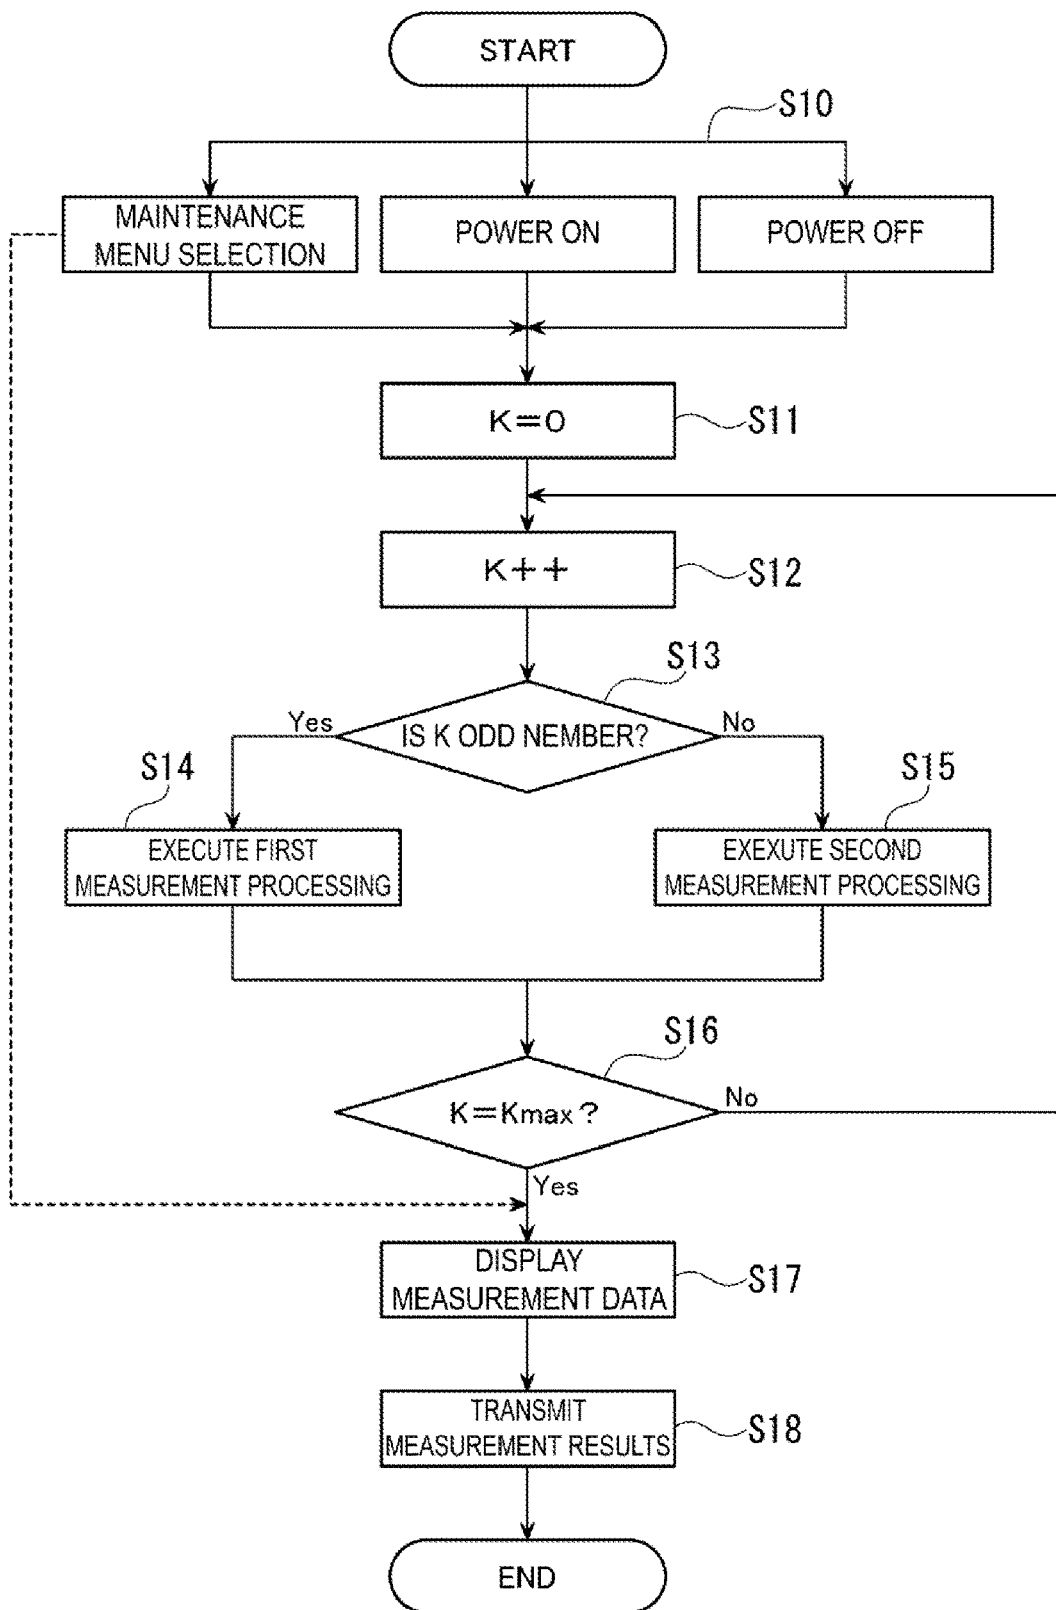 START
S10
MAINTENANCE
MENU SELECTION
POWER ON
POWER OFF
K=0
S11
K++
S12
S13
Yes
IS K ODD NEMBER?
No
S14
S15
EXECUTE FIRST
MEASUREMENT PROCESSING
EXEXUTE SECOND
MEASUREMENT PROCESSING
S16
K=Kmax?
No
Yes
DISPLAY
MEASUREMENT DATA
S17
TRANSMIT
MEASUREMENT RESULTS
S18
END